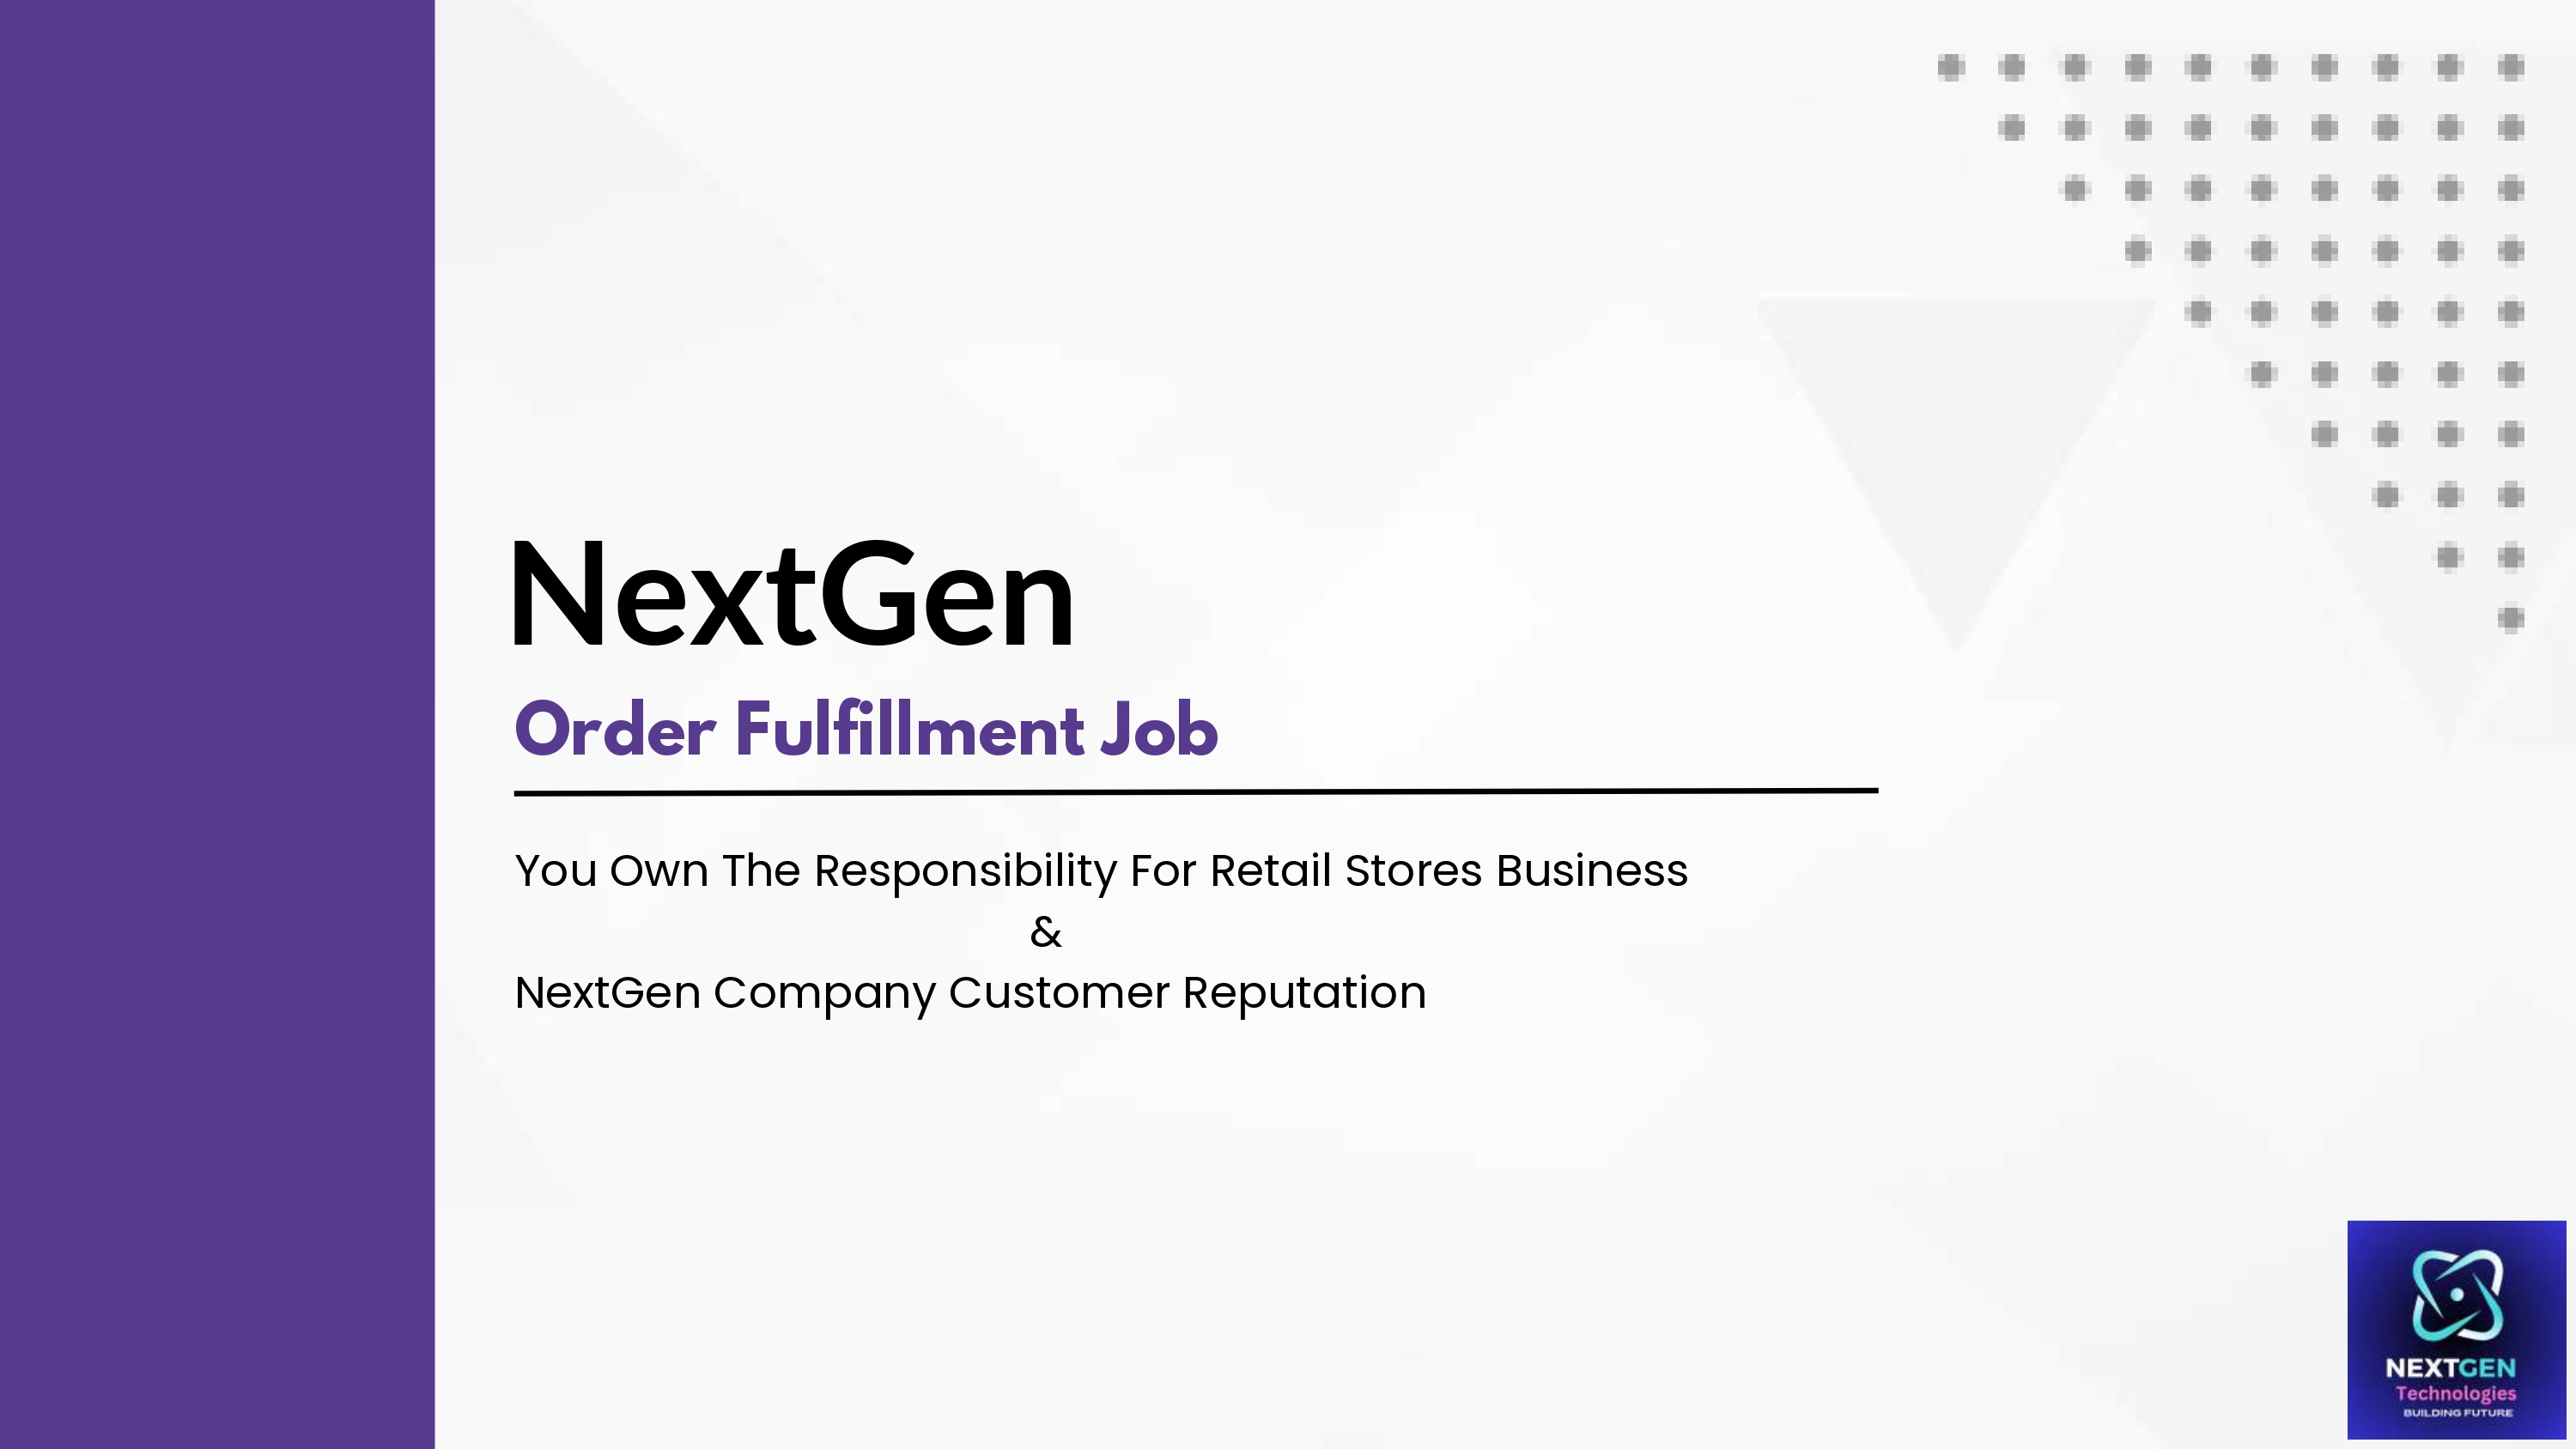 NextGen
Order Fulfillment Job
You Own The Responsibility For Retail Stores Business
&
NextGen Company Customer Reputation
NEXTGEN
Technologies
BUILDING FUTURE